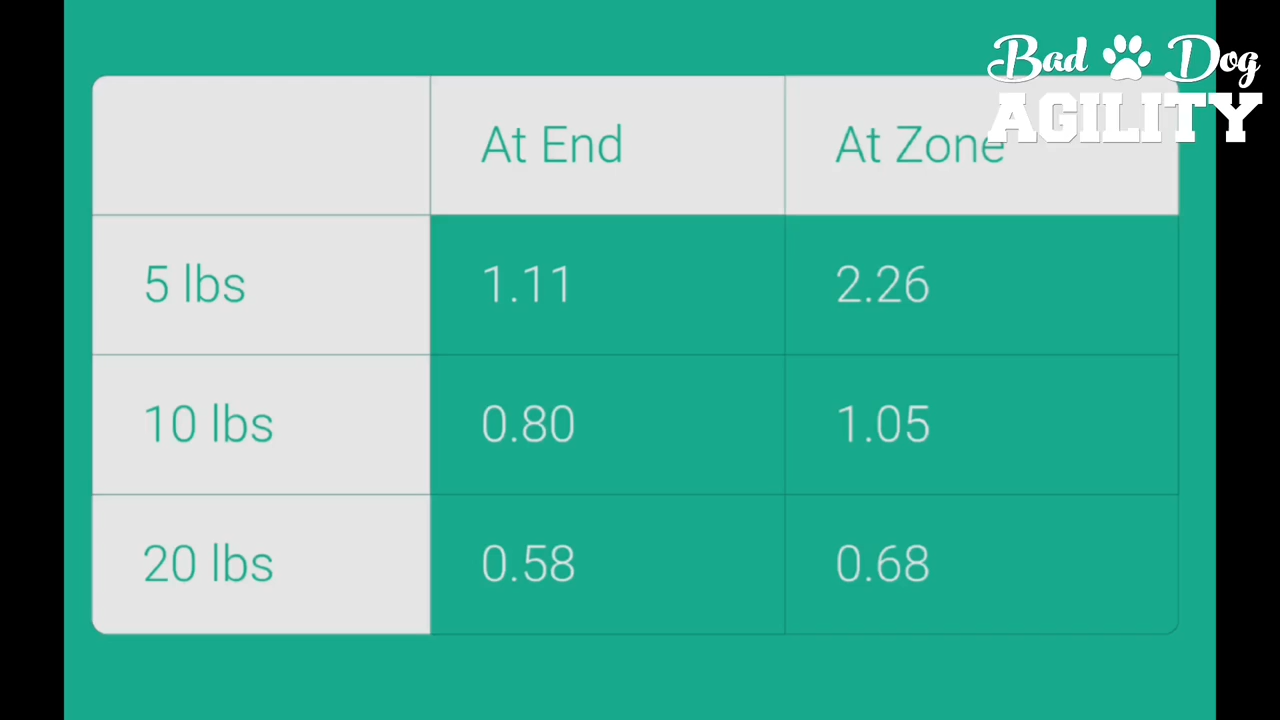 Bad Dog
AGILITY
At End At Zone
5 lbs 1.11 2.26
10 lbs 0.80 1.05
20 lbs 0.58 0.68